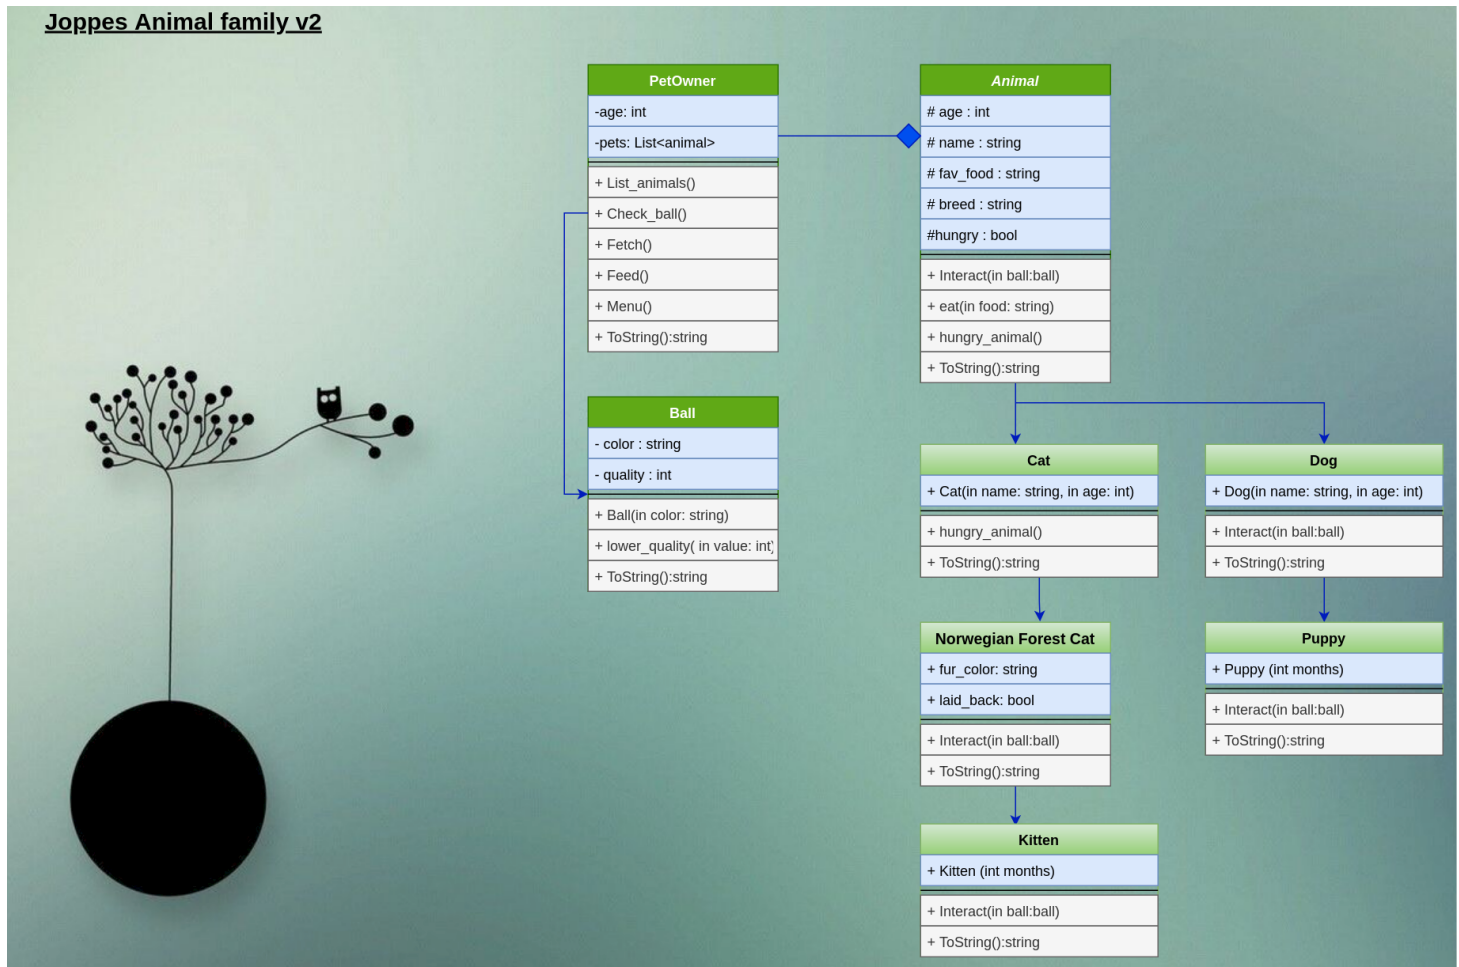 Joppes Animal family v2
PetOwner
-age: int
-pets: List<animal>
+ List_animals()
+ Check_ball()
+ Fetch()
+ Feed()
+ Menu()
+ ToString():string
Ball
- color : string
- quality : int
+ Ball(in color: string)
+ lower_quality( in value: int)
+ ToString():string
Animal
# age : int
# name : string
# fav_food : string
# breed : string
#hungry : bool
+ Interact(in ball:ball)
+ eat(in food: string)
+ hungry_animal()
+ ToString():string
Cat
+ Cat(in name: string, in age: int)
+ hungry_animal()
+ ToString():string
Dog
+ Dog(in name: string, in age: int)
+ Interact(in ball:ball)
+ ToString():string
Norwegian Forest Cat
+ fur_color: string
+ laid_back: bool
+ Interact(in ball:ball)
+ ToString():string
Puppy
+ Puppy (int months)
+ Interact(in ball:ball)
+ ToString():string
Kitten
+ Kitten (int months)
+ Interact(in ball:ball)
+ ToString():string